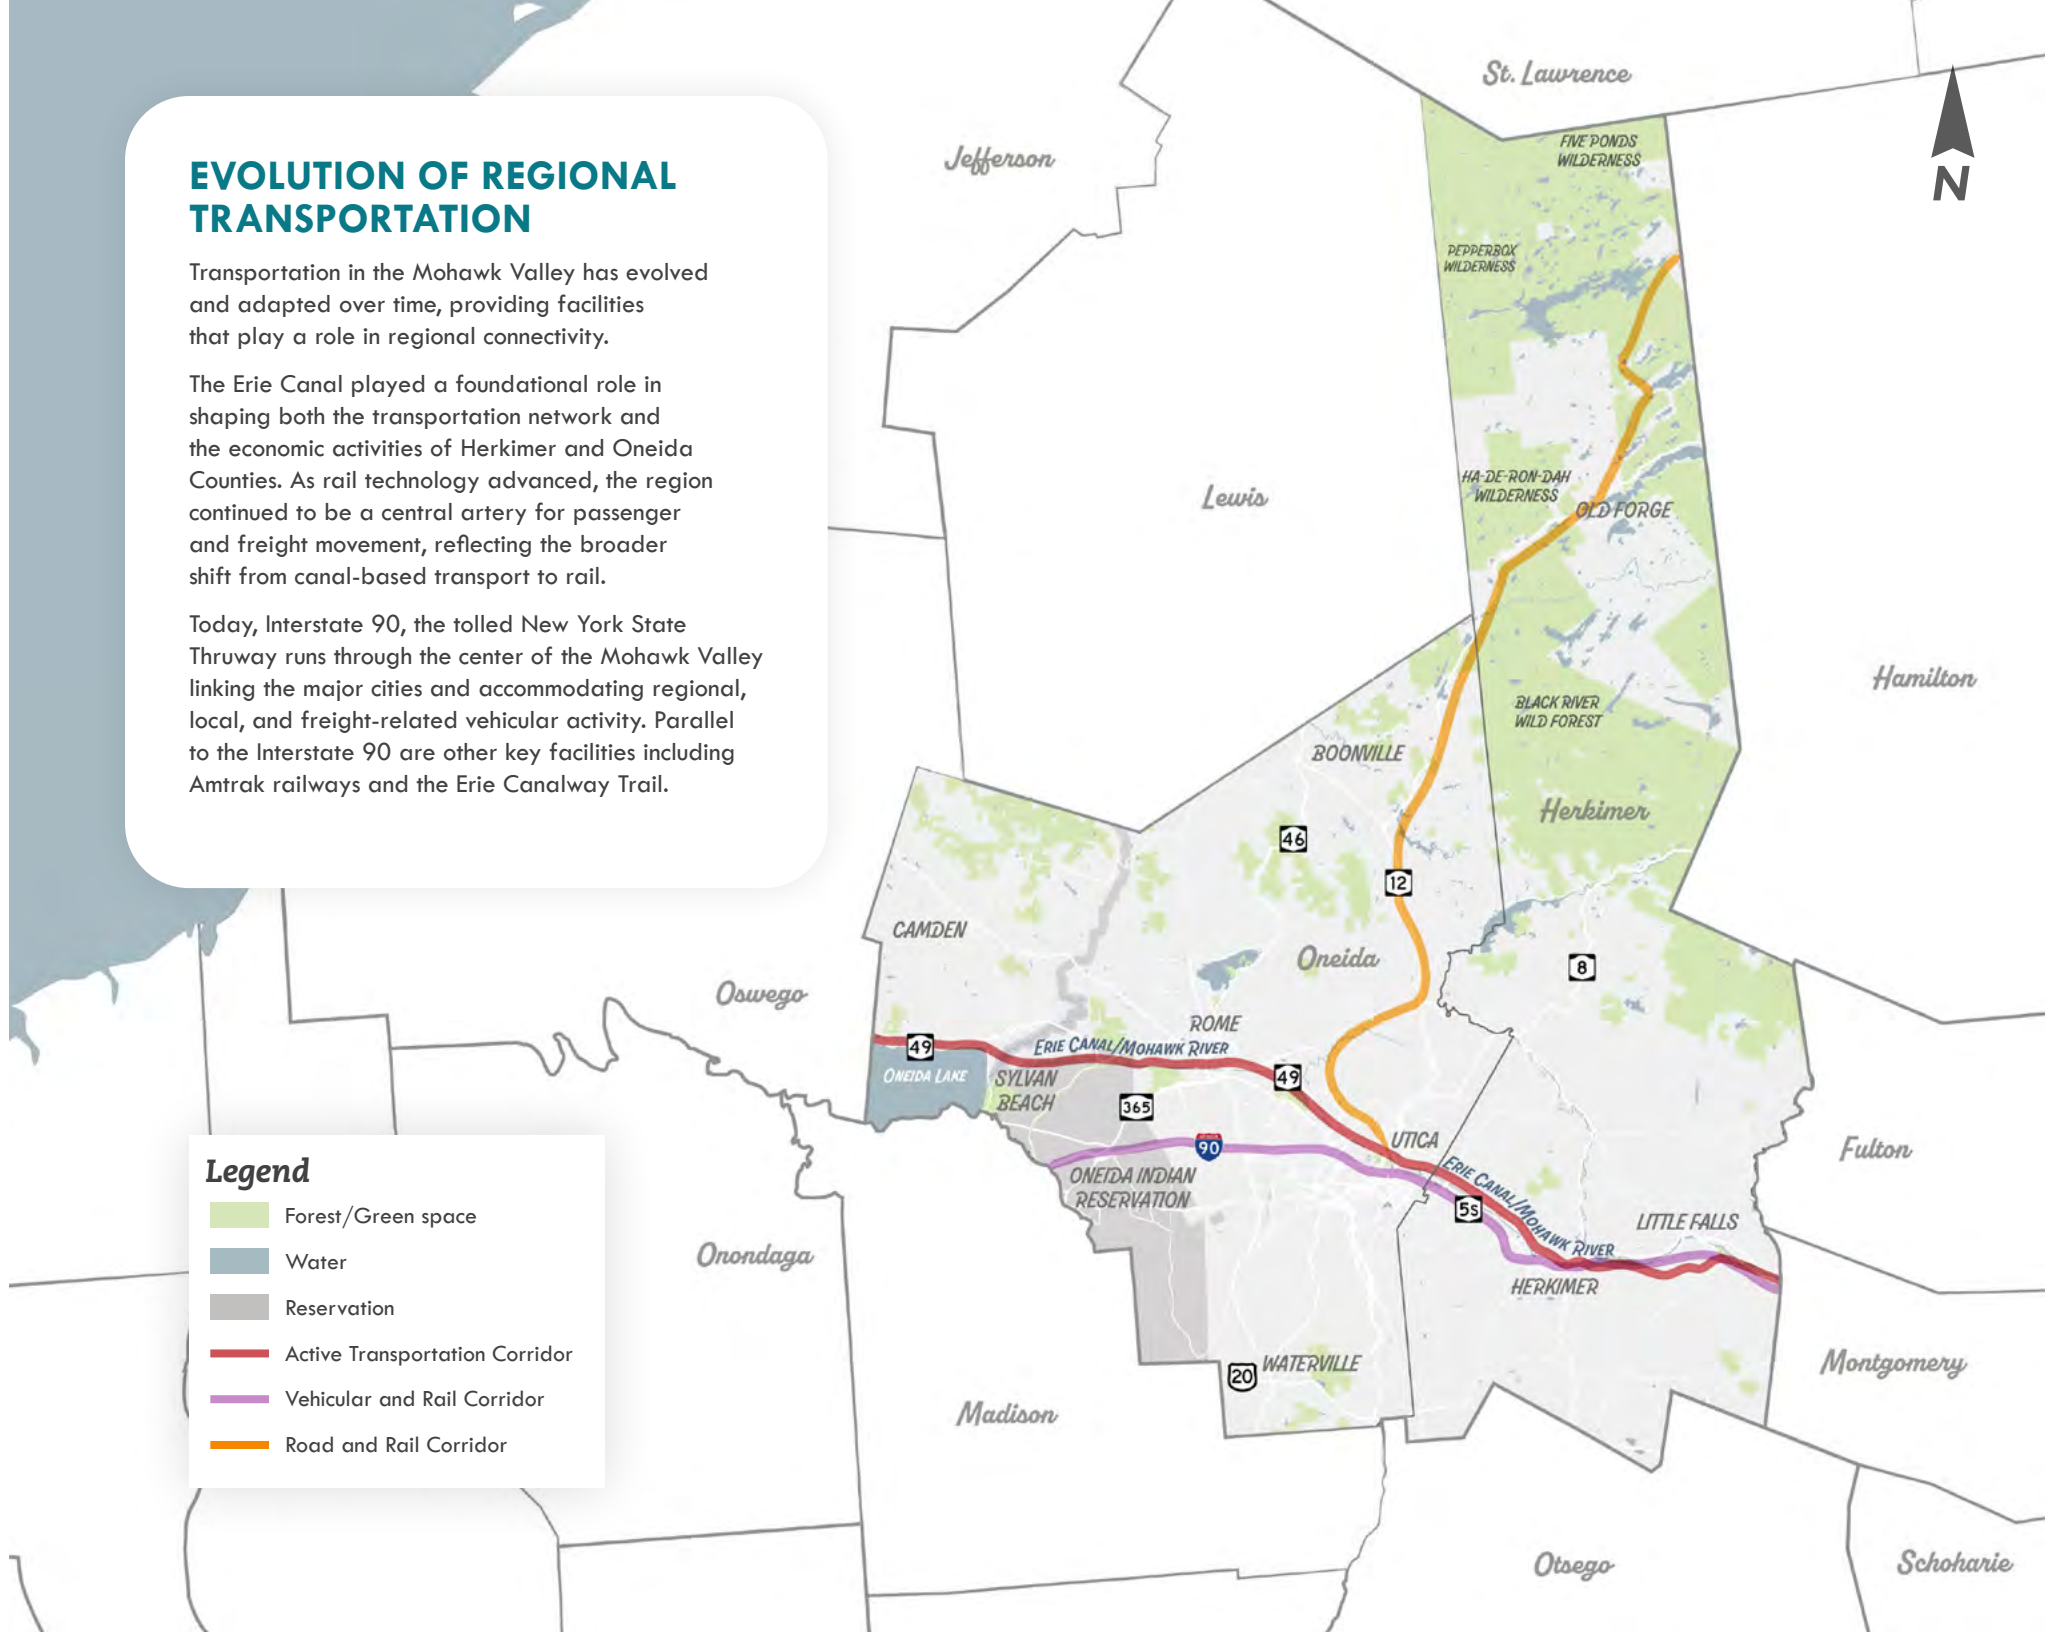 EVOLUTION OF REGIONAL
TRANSPORTATION
Transportation in the Mohawk Valley has evolved
and adapted over time, providing facilities
that play a role in regional connectivity.
The Erie Canal played a foundational role in
shaping both the transportation network and
the economic activities of Herkimer and Oneida
Counties. As rail technology advanced, the region
continued to be a central artery for passenger
and freight movement, reflecting the broader
shift from canal-based transport to rail.
Today, Interstate 90, the tolled New York State
Thruway runs through the center of the Mohawk Valley
linking the major cities and accommodating regional,
local, and freight-related vehicular activity. Parallel
to the Interstate 90 are other key facilities including
Amtrak railways and the Erie Canalway Trail.
St. Lawrence
N
Jefferson
FIVE PONDS
WILDERNESS
PEPPERBOX
WILDERNESS
Lewis
HA-DE-RON-DAH
WILDERNESS
OLD FORGE
Hamilton
BLACK RIVER
WILD FOREST
BOONVILLE
Herkimer
46
12
CAMDEN
Oneida
8
Oswego
ROME
49
ERIE CANAL/MOHAWK RIVER
ONEIDA LAKE
SYLVAN
BEACH
49
365
90
UTICA
Fulton
ONEIDA INDIAN
RESERVATION
ERIE CANAL/MOHAWK RIVER
5S
LITTLE FALLS
Onondaga
HERKIMER
20
WATERVILLE
Montgomery
Madison
Otsego
Schoharie
Legend
Forest/Green space
Water
Reservation
Active Transportation Corridor
Vehicular and Rail Corridor
Road and Rail Corridor